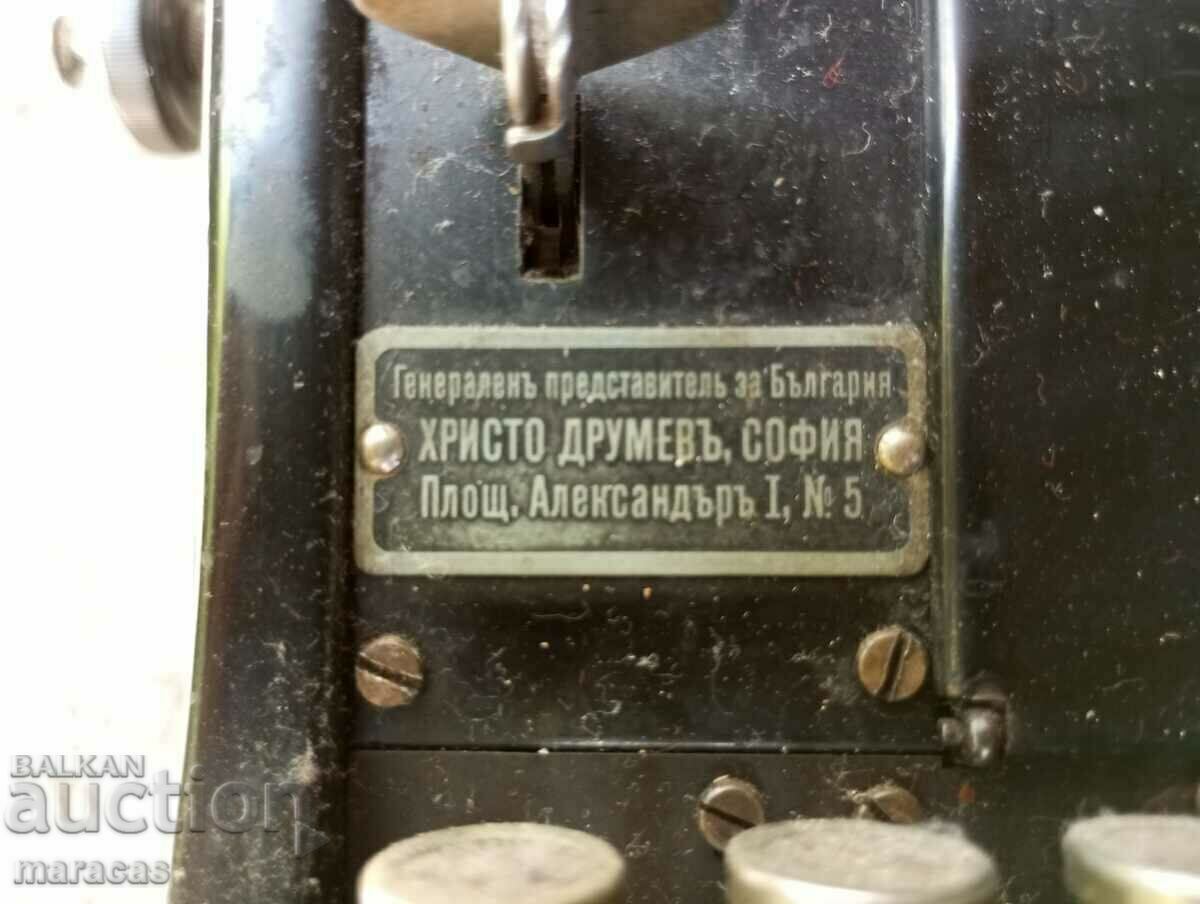 Генераленъ представитель за България
ХРИСТО ДРУМЕВЪ, СОФИЯ
Площ. Александъръ I, № 5
BALKAN
auction
maracas